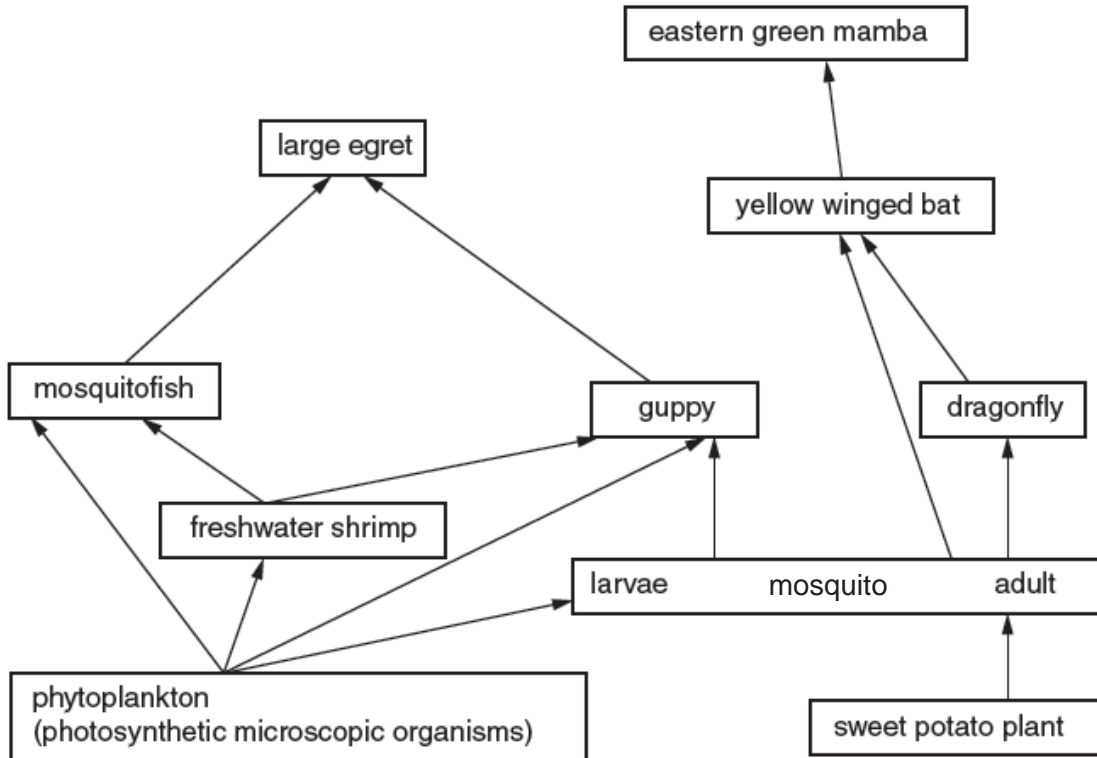 eastern green mamba
large egret
yellow winged bat
mosquitofish
guppy
dragonfly
freshwater shrimp
larvae mosquito adult
phytoplankton
(photosynthetic microscopic organisms)
sweet potato plant